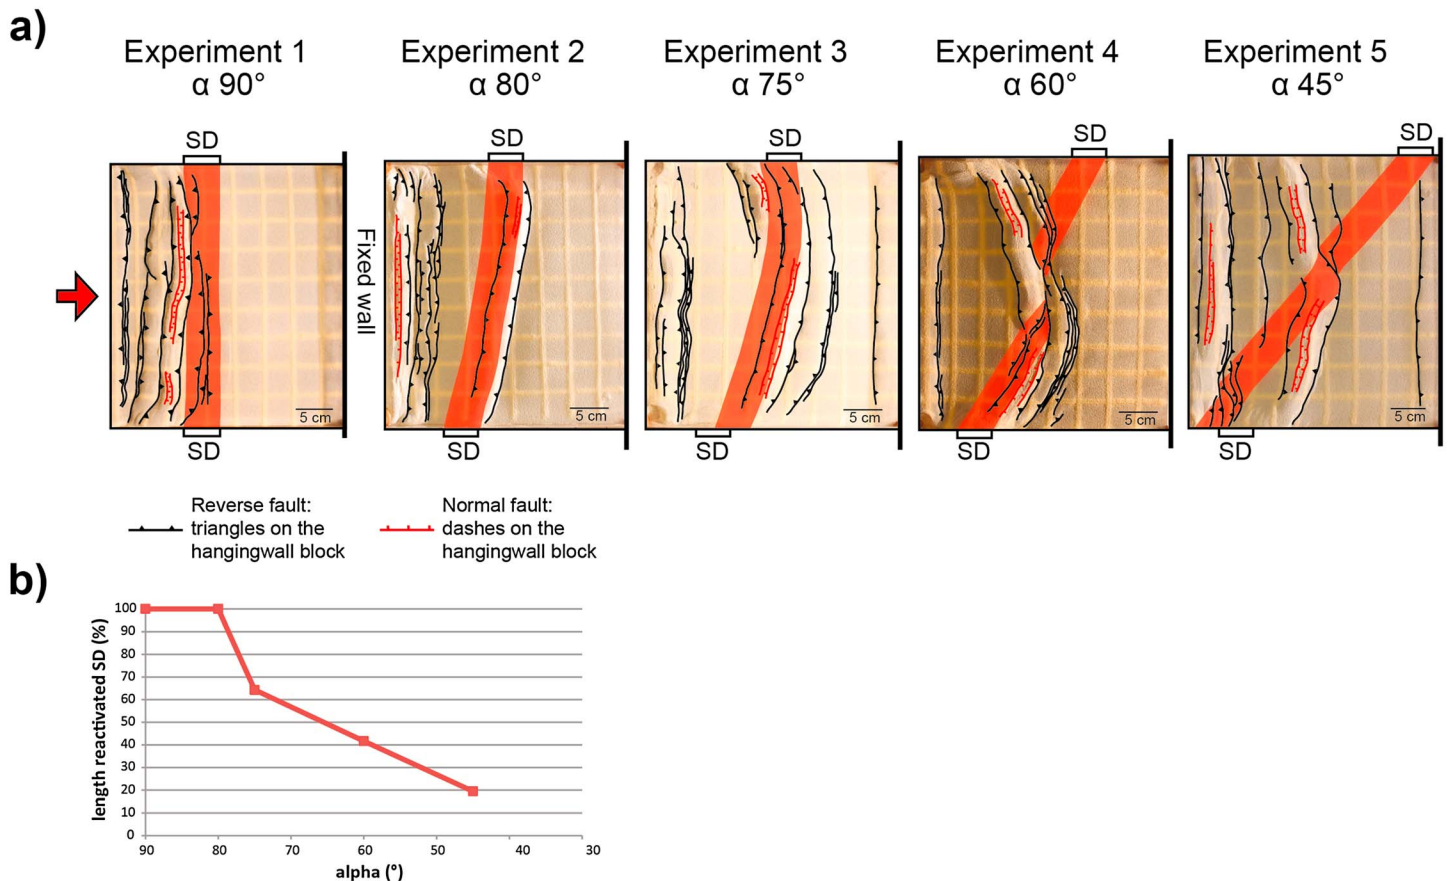 a)
Experiment 1
α 90°
Experiment 2
α 80°
Experiment 3
α 75°
Experiment 4
α 60°
Experiment 5
α 45°
SD
SD
SD
SD
SD
Fixed wall
5 cm
5 cm
5 cm
5 cm
5 cm
SD
SD
SD
SD
SD
Reverse fault:
triangles on the
hangingwall block
Normal fault:
dashes on the
hangingwall block
b)
length reactivated SD (%)
100
90
80
70
60
50
40
30
20
10
0
90
80
70
60
50
40
30
alpha (°)